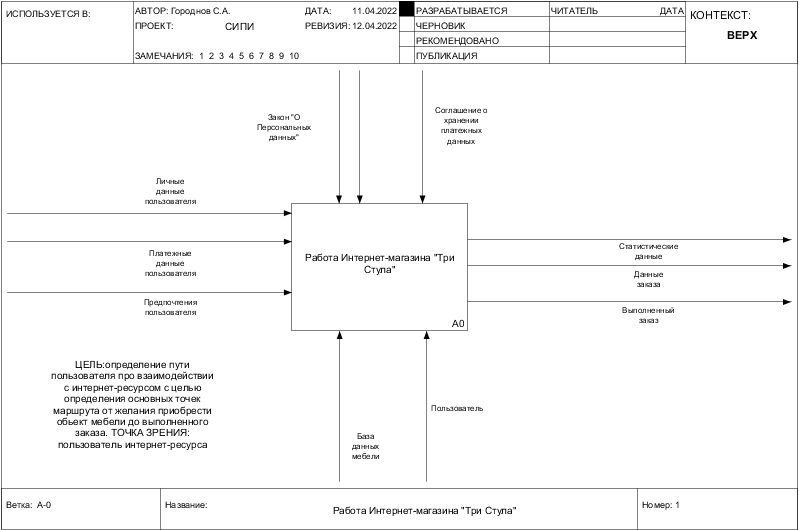 ИСПОЛЬЗУЕТСЯ В:
АВТОР: Городнов С.А.
ДАТА: 11.04.2022
ПРОЕКТ: СИПИ
РЕВИЗИЯ: 12.04.2022
ЗАМЕЧАНИЯ: 1 2 3 4 5 6 7 8 9 10
РАЗРАБАТЫВАЕТСЯ
ЧЕРНОВИК
РЕКОМЕНДОВАНО
ПУБЛИКАЦИЯ
ЧИТАТЕЛЬ ДАТА
КОНТЕКСТ:
ВЕРХ
Закон "О
Персональных
данных"
Соглашение о
хранении
платежных
данных
Личные
данные
пользователя
Платежные
данные
пользователя
Предпочтения
пользователя
Работа Интернет-магазина "Три
Стула"
A0
Статистические
данные
Данные
заказа
Выполненный
заказ
ЦЕЛЬ:определение пути
пользователя про взаимодействии
с интернет-ресурсом с целью
определения основных точек
маршрута от желания приобрести
обьект мебели до выполненного
заказа. ТОЧКА ЗРЕНИЯ:
пользователь интернет-ресурса
База
данных
мебели
Пользователь
Ветка: A-0
Название:
Работа Интернет-магазина "Три Стула"
Номер: 1